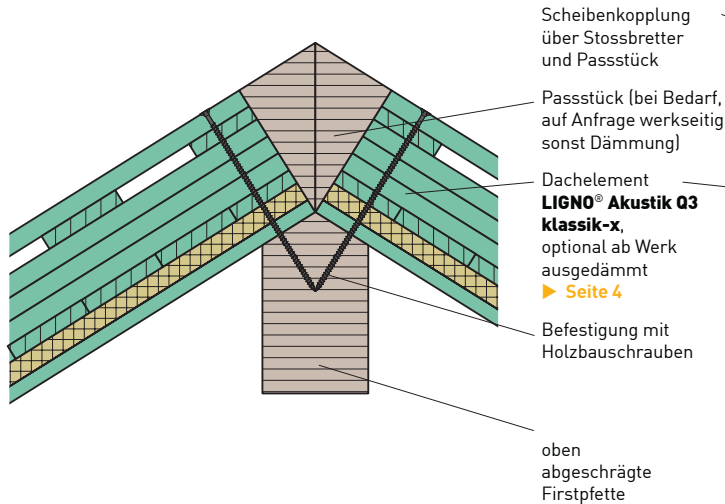 Scheibenkopplung
über Stossbretter
und Passstück
Passstück (bei Bedarf,
auf Anfrage werkseitig
sonst Dämmung)
Dachelement
LIGNO® Akustik Q3
klassik-x,
optional ab Werk
ausgedämmt
▶ Seite 4
Befestigung mit
Holzbauschrauben
oben
abgeschrägte
Firstpfette